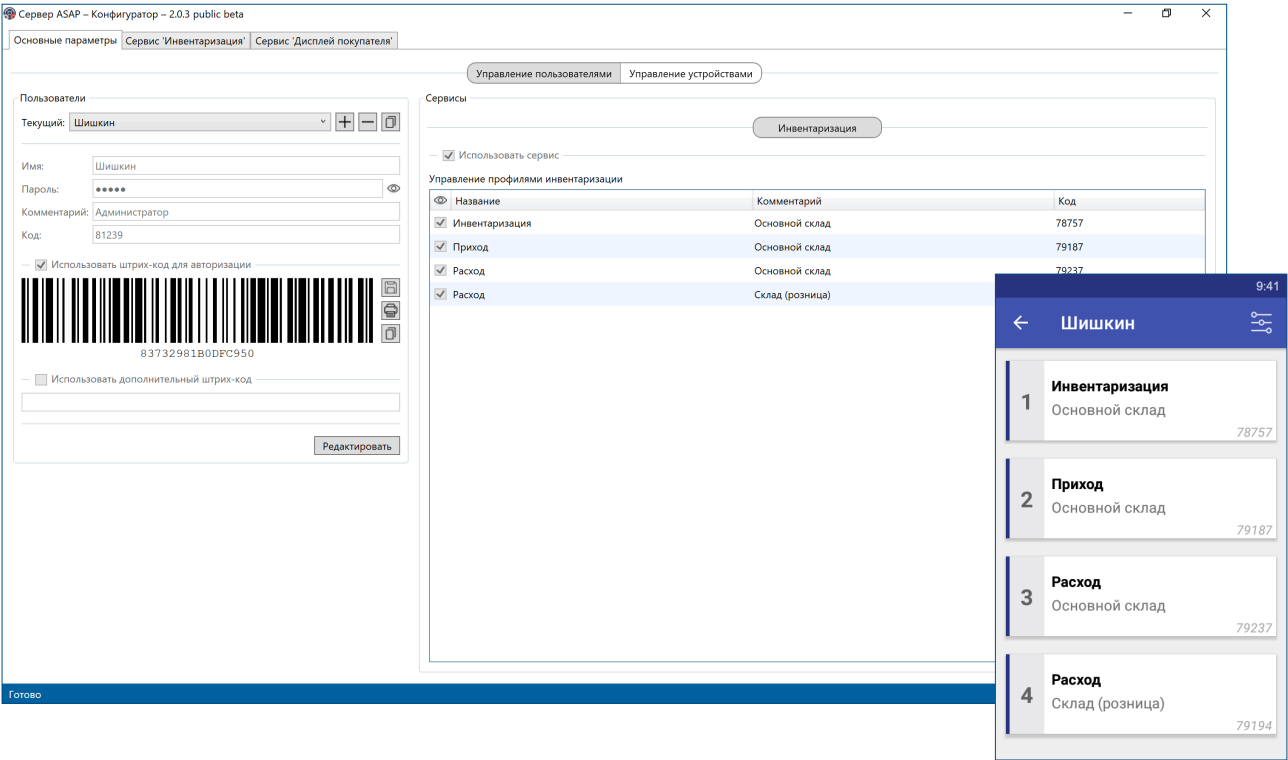 Сервер ASAP – Конфигуратор – 2.0.3 public beta
Основные параметры Сервис 'Инвентаризация' Сервис 'Дисплей покупателя'
Управление пользователями Управление устройствами
Пользователи
Текущий: Шишкин
Имя: Шишкин
Пароль: •••••
Комментарий: Администратор
Код: 81239
Использовать штрих-код для авторизации
83732981B0DFC950
Использовать дополнительный штрих-код
Редактировать
Сервисы
Инвентаризация
Использовать сервис
Управление профилями инвентаризации
Название Комментарий Код
Инвентаризация Основной склад 78757
Приход Основной склад 79187
Расход Основной склад 79237
Расход Склад (розница)
Готово
9:41
Шишкин
1 Инвентаризация
Основной склад
78757
2 Приход
Основной склад
79187
3 Расход
Основной склад
79237
4 Расход
Склад (розница)
79194